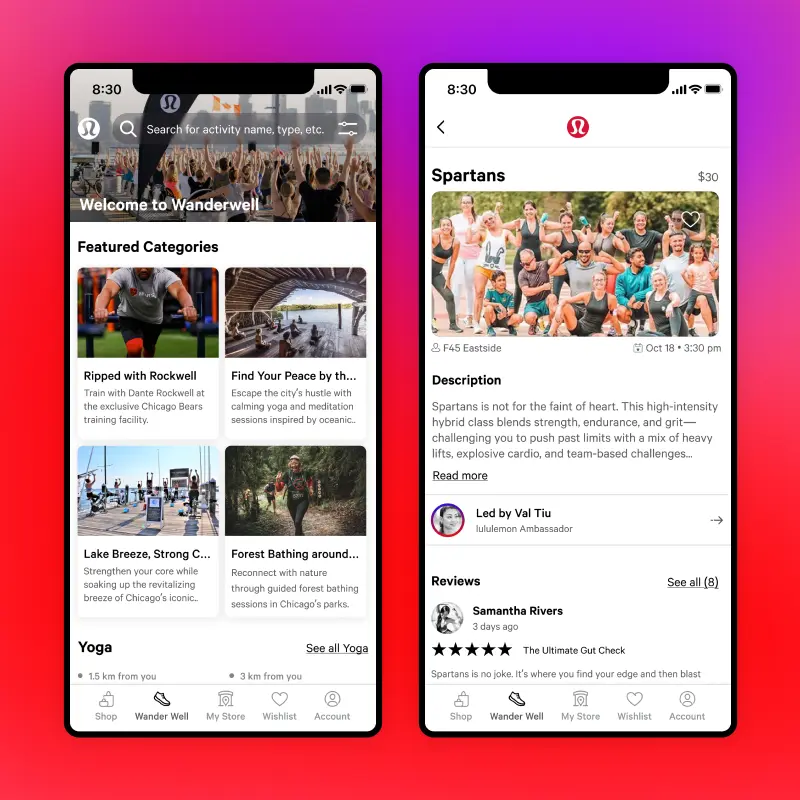 8:30
Search for activity name, type, etc.
Welcome to Wanderwell
Featured Categories
Ripped with Rockwell
Train with Dante Rockwell at
the exclusive Chicago Bears
training facility.
Find Your Peace by th...
Escape the city's hustle with
calming yoga and meditation
sessions inspired by oceanic..
Lake Breeze, Strong C...
Strengthen your core while
soaking up the revitalizing
breeze of Chicago's iconic..
Forest Bathing around...
Reconnect with nature
through guided forest bathing
sessions in Chicago's parks.
Yoga
See all Yoga
1.5 km from you
3 km from you
Shop
Wander Well
My Store
Wishlist
Account
8:30
Spartans
$30
F45 Eastside
Oct 18 • 3:30 pm
Description
Spartans is not for the faint of heart. This high-intensity
hybrid class blends strength, endurance, and grit—
challenging you to push past limits with a mix of heavy
lifts, explosive cardio, and team-based challenges...
Read more
Led by Val Tiu
lululemon Ambassador
Reviews
See all (8)
Samantha Rivers
3 days ago
The Ultimate Gut Check
Spartans is no joke. It's where you find your edge and then blast
Shop
Wander Well
My Store
Wishlist
Account